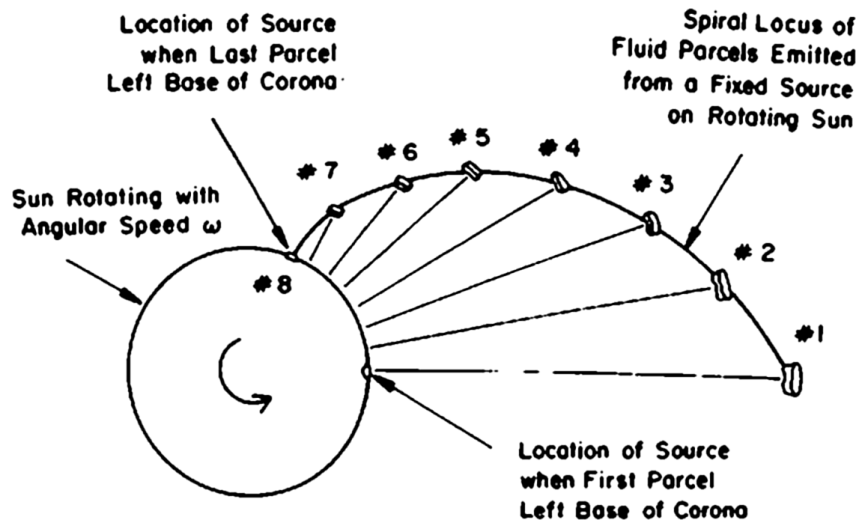 Location of Source
when Last Parcel
Left Base of Corona
Spiral Locus of
Fluid Parcels Emitted
from a Fixed Source
on Rotating Sun
#7
#6
#5
#4
#3
#2
#1
Sun Rotating with
Angular Speed ω
#8
Location of Source
when First Parcel
Left Base of Corona